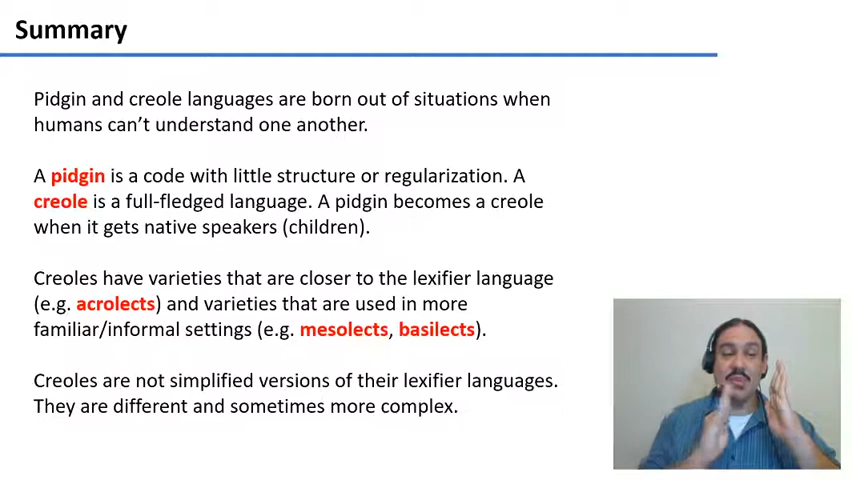 Summary
Pidgin and creole languages are born out of situations when
humans can’t understand one another.
A pidgin is a code with little structure or regularization. A
creole is a full-fledged language. A pidgin becomes a creole
when it gets native speakers (children).
Creoles have varieties that are closer to the lexifier language
(e.g. acrolects) and varieties that are used in more
familiar/informal settings (e.g. mesolects, basilects).
Creoles are not simplified versions of their lexifier languages.
They are different and sometimes more complex.